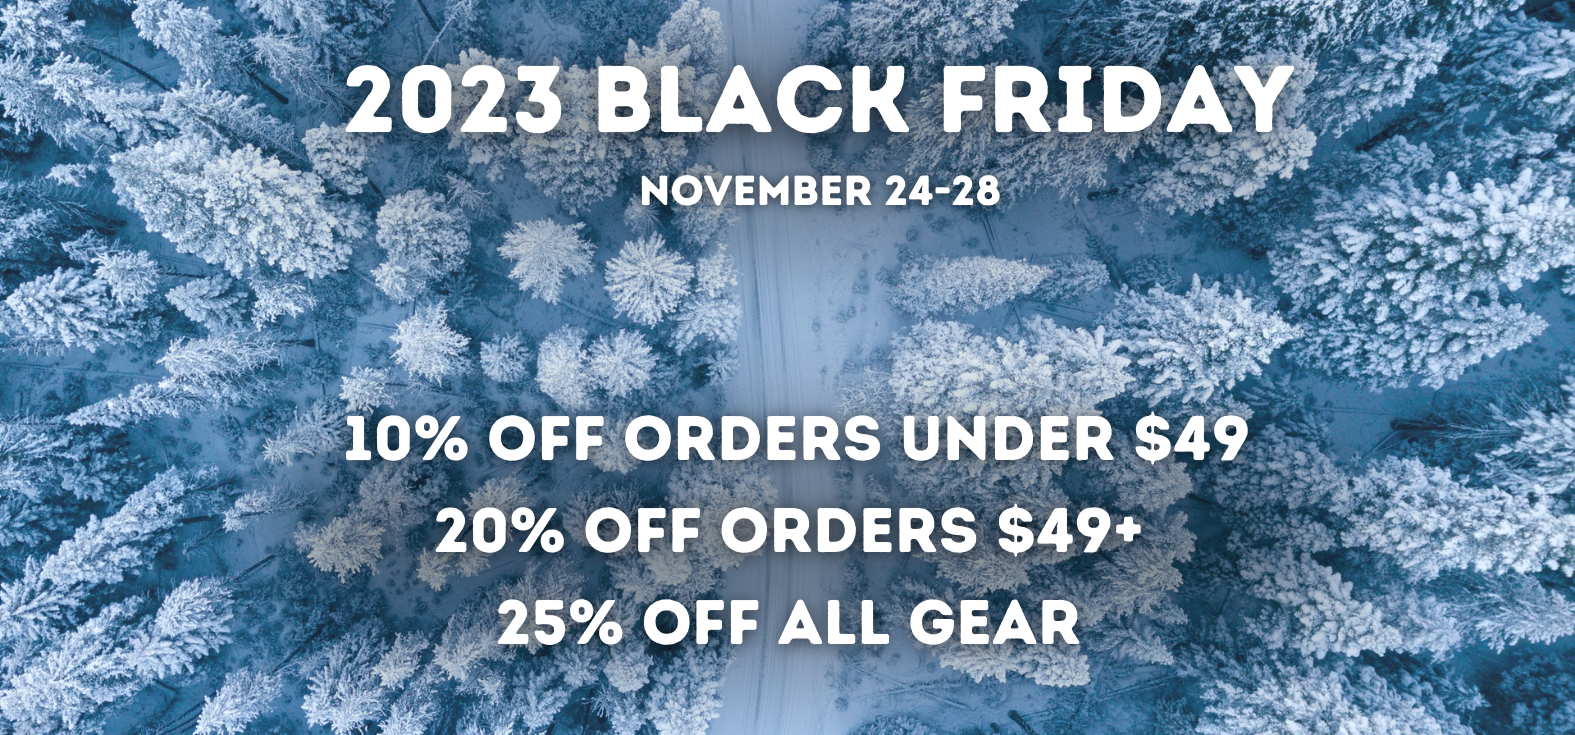 2023 BLACK FRIDAY
NOVEMBER 24-28
10% OFF ORDERS UNDER $49
20% OFF ORDERS $49+
25% OFF ALL GEAR